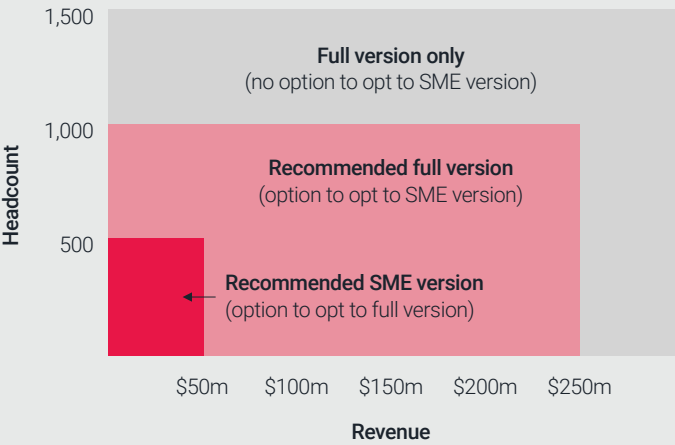 1,500
Full version only
(no option to opt to SME version)
1,000
Recommended full version
(option to opt to SME version)
Headcount
500
Recommended SME version
(option to opt to full version)
$50m $100m $150m $200m $250m
Revenue